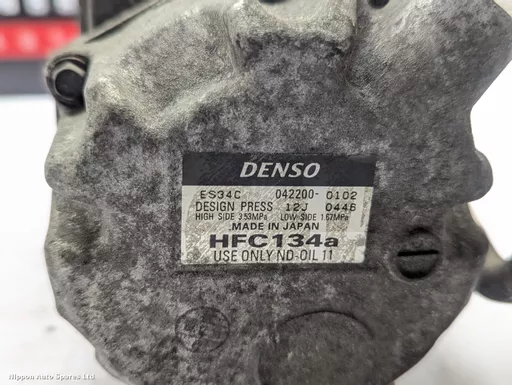 DENSO
ES34C 042200-0102
DESIGN PRESS 12J 0446
HIGH SIDE 3.53MPa LOW SIDE 1.67MPa
MADE IN JAPAN
HFC134a
USE ONLY ND-OIL 11
Nippon Auto Spares Ltd